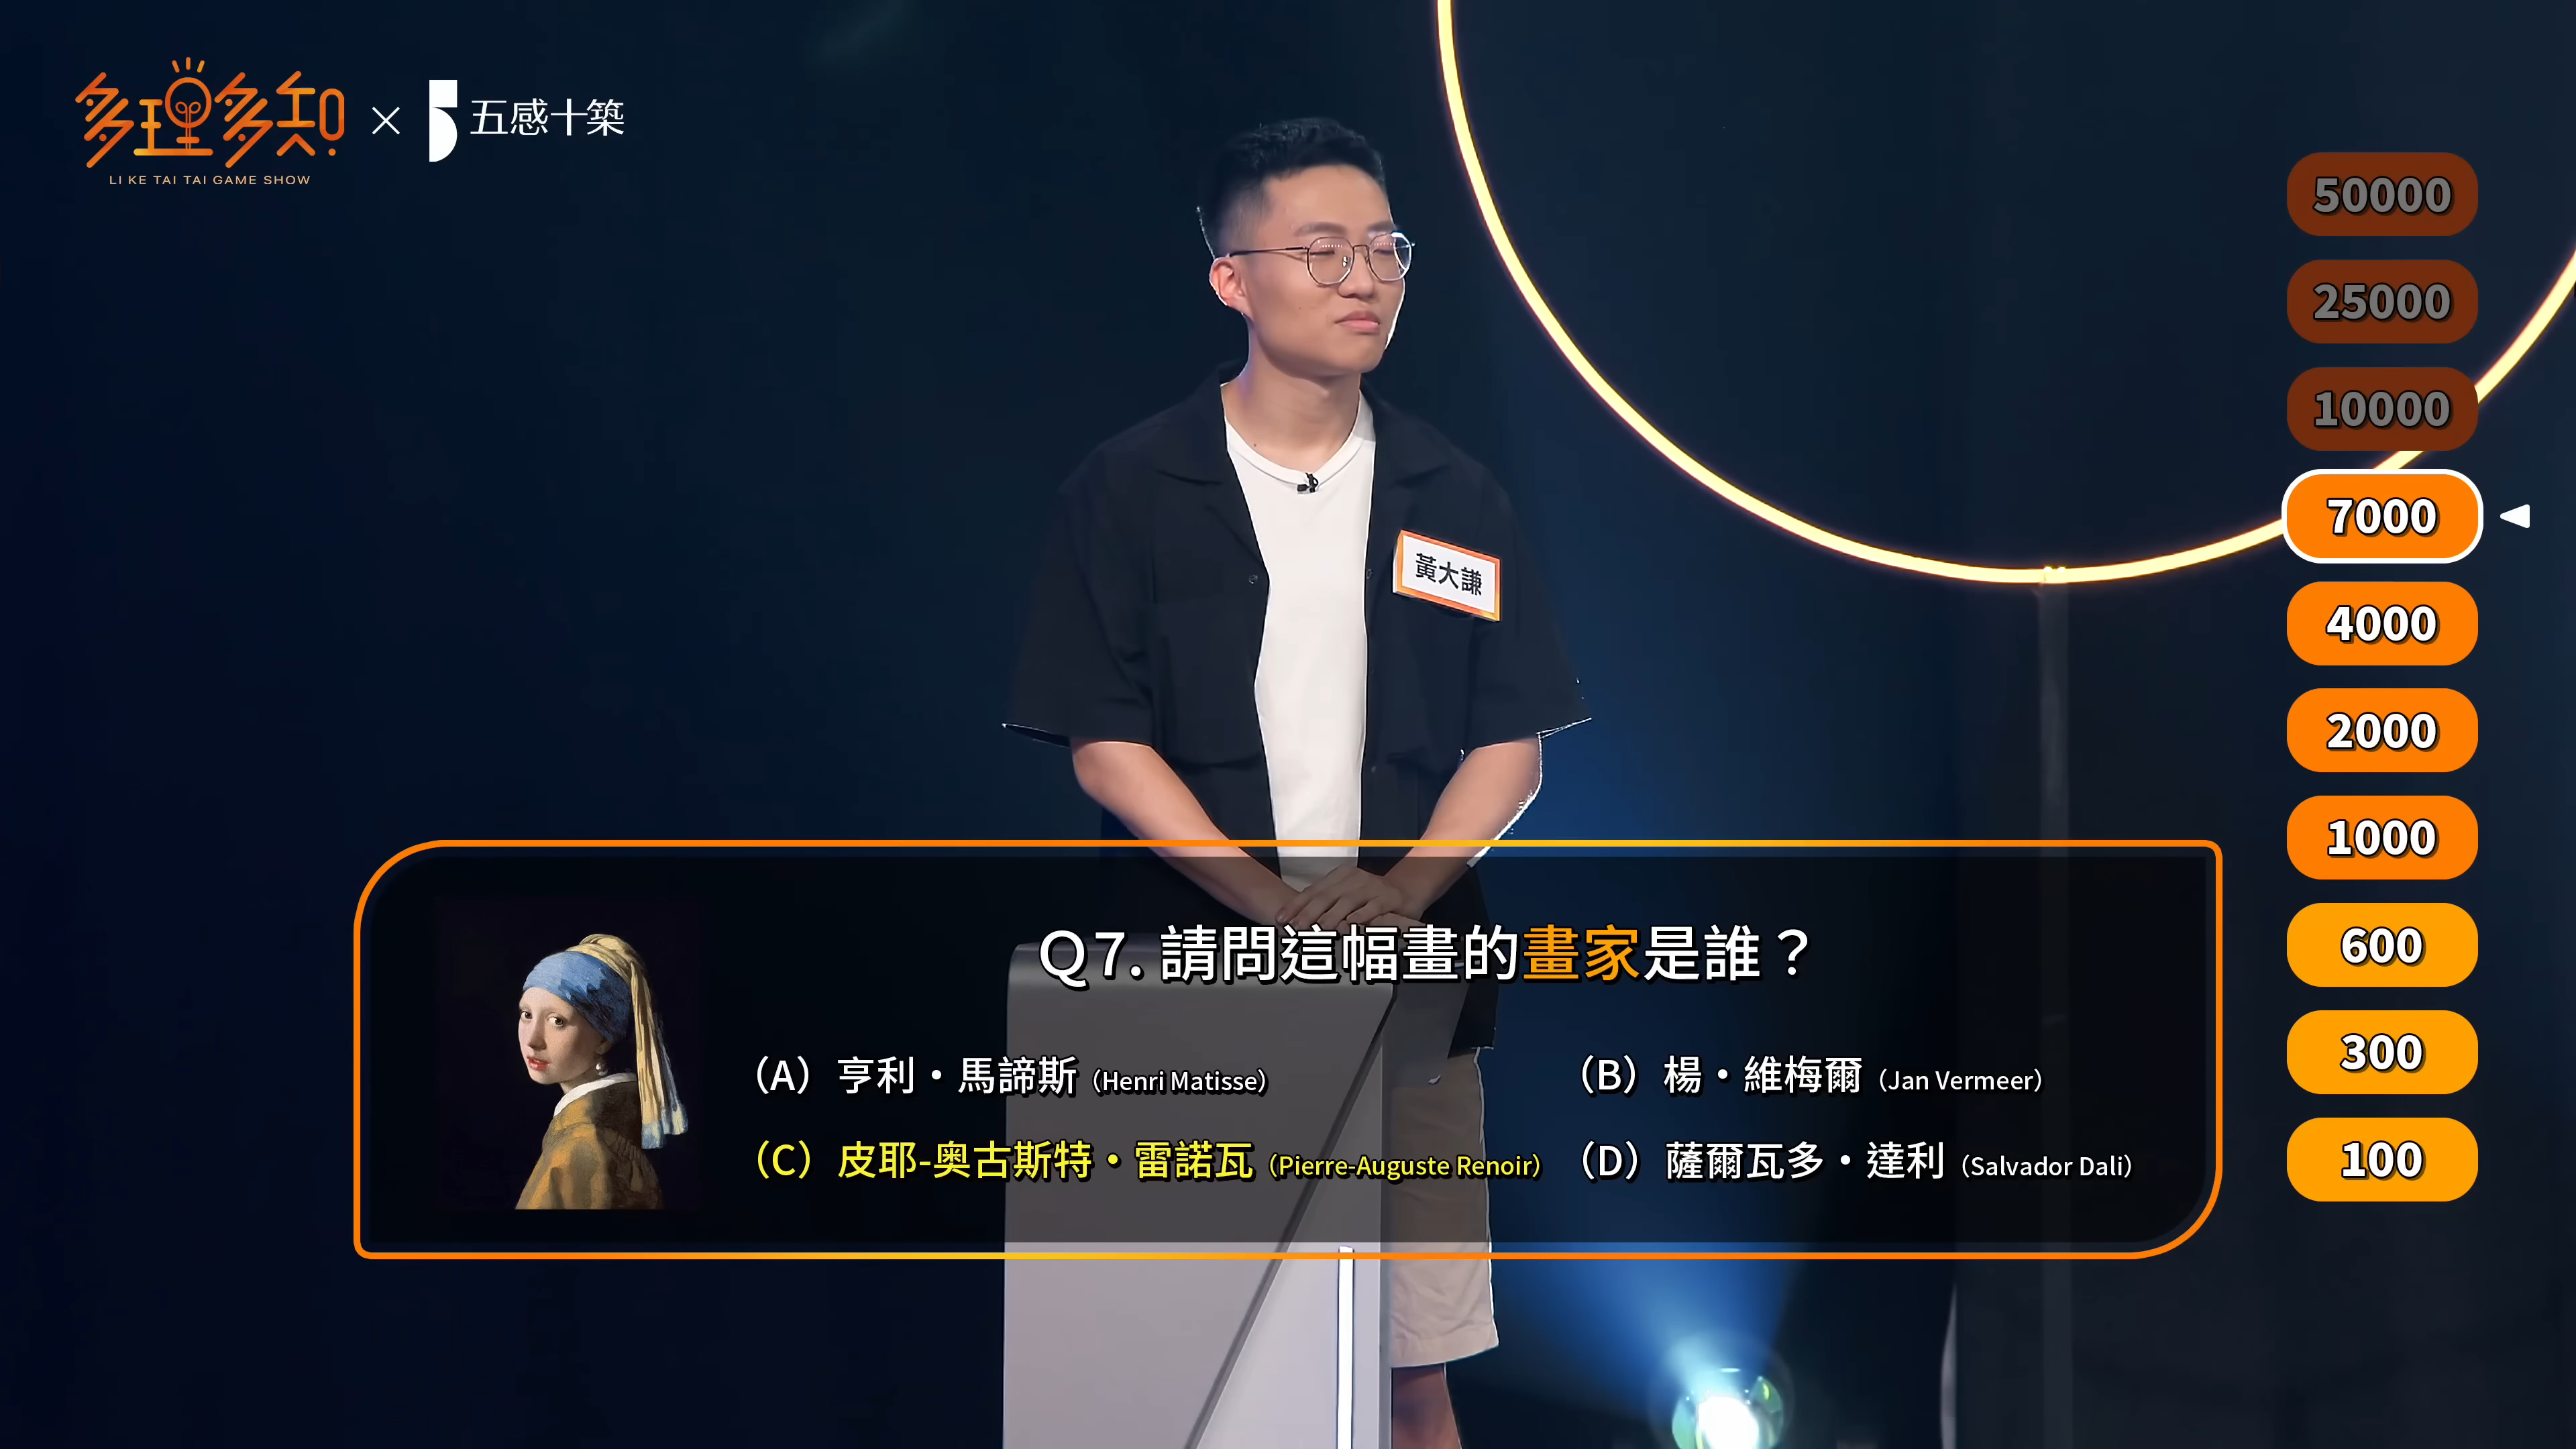 多理多知
LI KE TAI TAI GAME SHOW
×
五感十築
黃大謙
50000
25000
10000
7000
4000
2000
1000
600
300
100
Q7. 請問這幅畫的畫家是誰？
（A）亨利・馬諦斯（Henri Matisse）
（B）楊・維梅爾（Jan Vermeer）
（C）皮耶-奧古斯特・雷諾瓦（Pierre-Auguste Renoir）
（D）薩爾瓦多・達利（Salvador Dali）